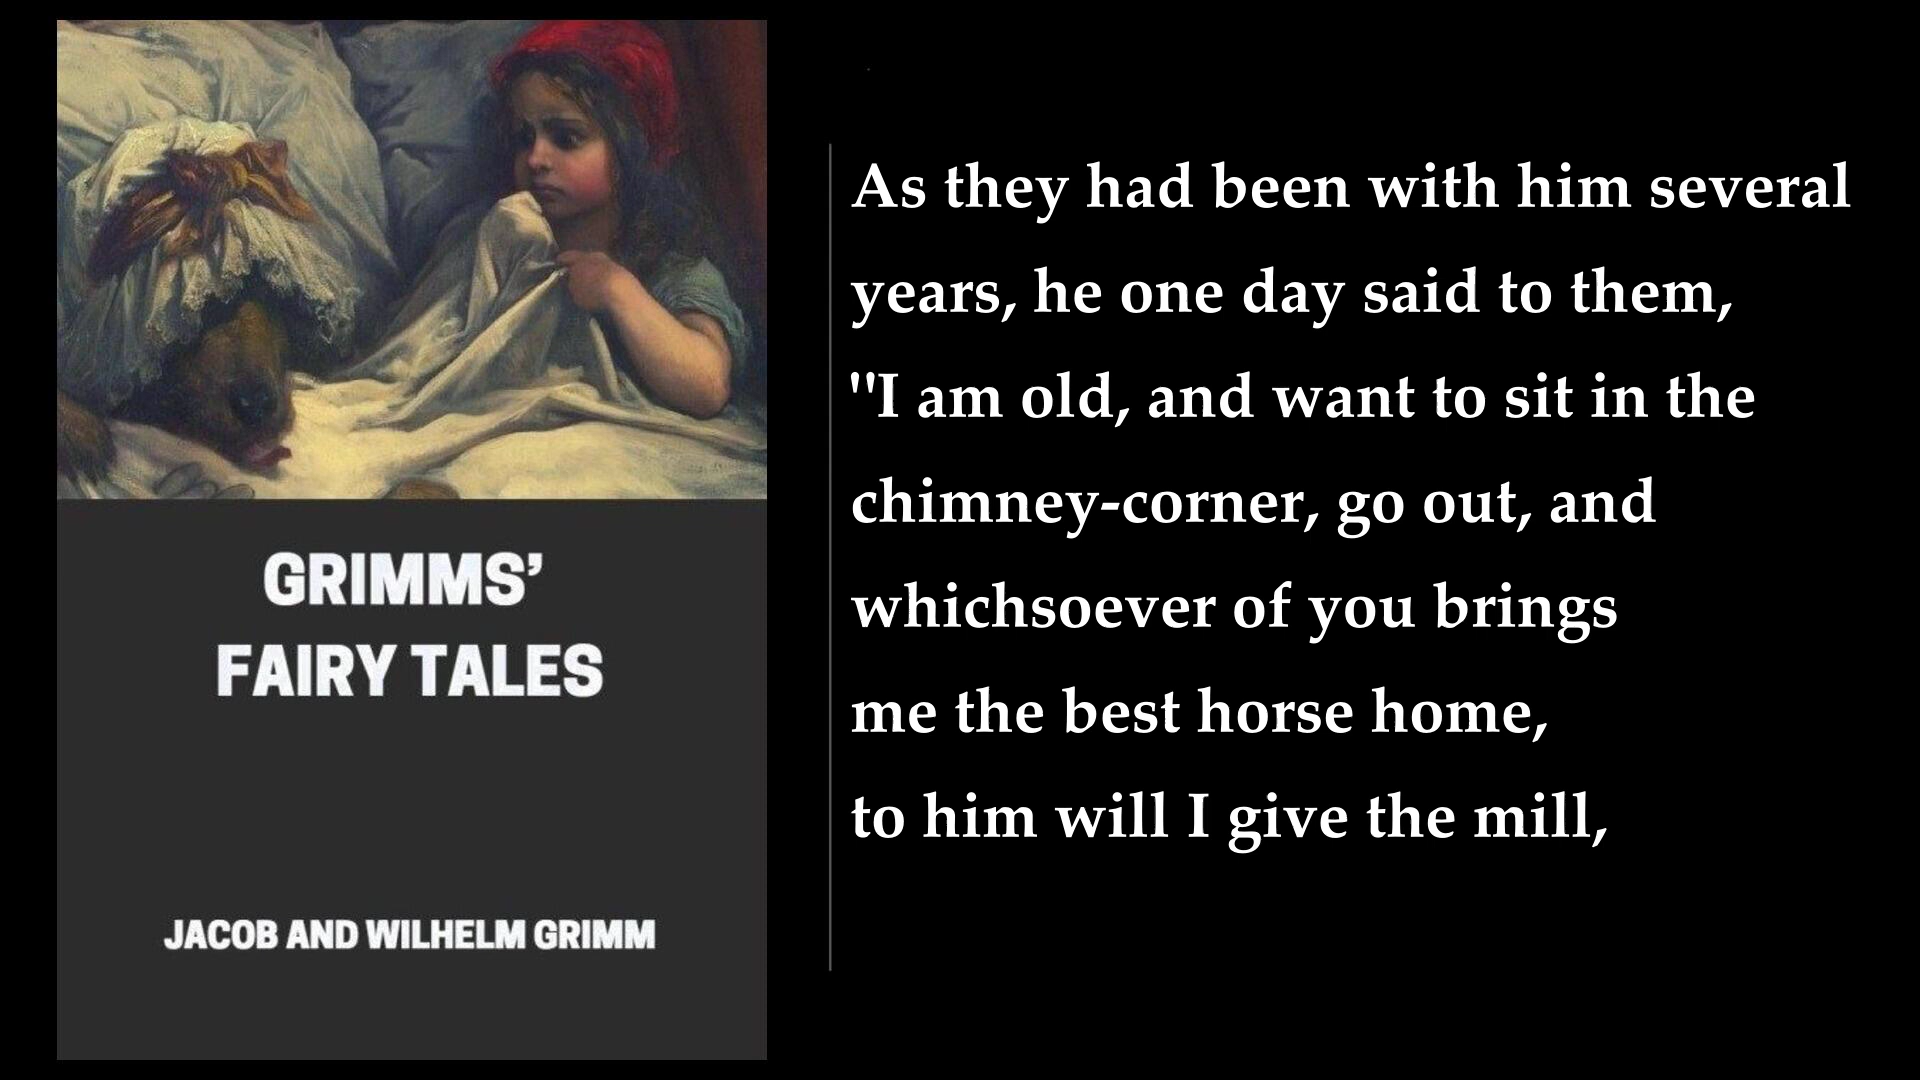 GRIMMS’
FAIRY TALES
JACOB AND WILHELM GRIMM
As they had been with him several
years, he one day said to them,
"I am old, and want to sit in the
chimney-corner, go out, and
whichsoever of you brings
me the best horse home,
to him will I give the mill,